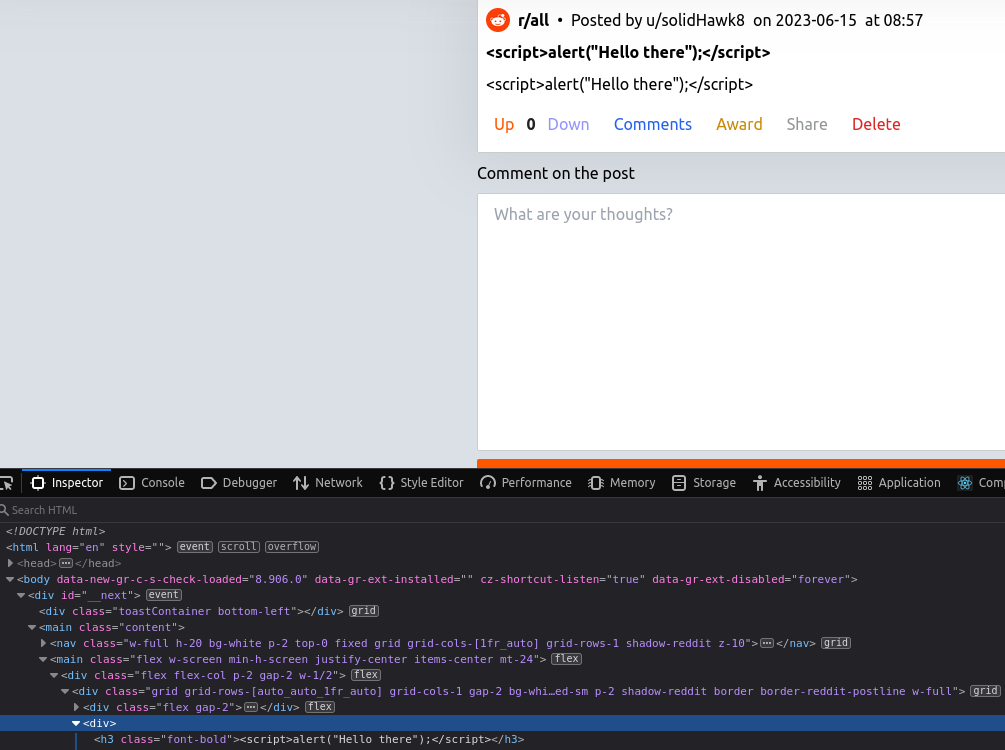 r/all • Posted by u/solidHawk8 on 2023-06-15 at 08:57
<script>alert("Hello there");</script>
<script>alert("Hello there");</script>
Up 0 Down Comments Award Share Delete
Comment on the post
What are your thoughts?
Inspector Console Debugger Network Style Editor Performance Memory Storage Accessibility Application Com
Search HTML
<!DOCTYPE html>
<html lang="en" style=""> event scroll overflow
<head> ⋯ </head>
<body data-new-gr-c-s-check-loaded="8.906.0" data-gr-ext-installed="" cz-shortcut-listen="true" data-gr-ext-disabled="forever">
<div id="__next"> event
<div class="toastContainer bottom-left"></div> grid
<main class="content">
<nav class="w-full h-20 bg-white p-2 top-0 fixed grid grid-cols-[1fr_auto] grid-rows-1 shadow-reddit z-10"> ⋯ </nav> grid
<main class="flex w-screen min-h-screen justify-center items-center mt-24"> flex
<div class="flex flex-col p-2 gap-2 w-1/2"> flex
<div class="grid grid-rows-[auto_auto_1fr_auto] grid-cols-1 gap-2 bg-whi…ed-sm p-2 shadow-reddit border border-reddit-postline w-full"> grid
<div class="flex gap-2"> ⋯ </div> flex
<div>
<h3 class="font-bold"><script>alert("Hello there");</script></h3>